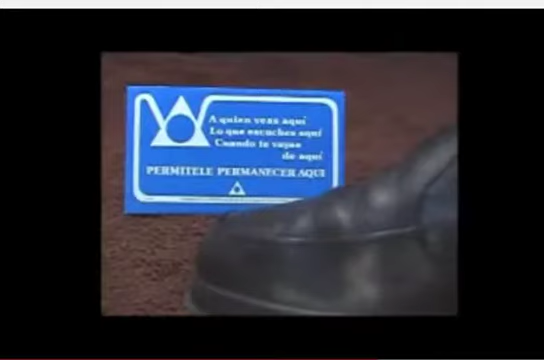 A quien veas aquí
Lo que escuches aquí
Cuando te vayas
de aquí
PERMITELE PERMANECER AQUI